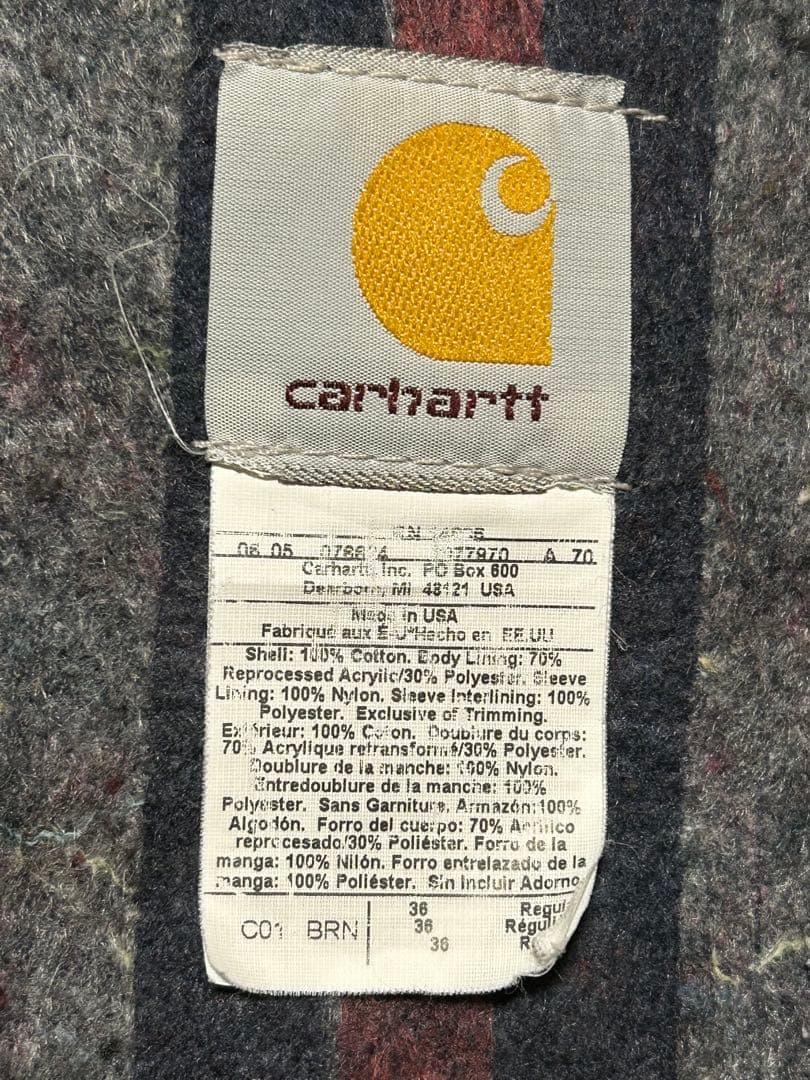 carhartt
06 05 A 70
Carhartt, Inc. PO Box 600
Dearborn, MI 48121 USA
Made in USA
Fabriqué aux É-U*Hecho en EE.UU
Shell: 100% Cotton. Body Lining: 70%
Reprocessed Acrylic/30% Polyester. Sleeve
Lining: 100% Nylon. Sleeve Interlining: 100%
Polyester. Exclusive of Trimming.
Extérieur: 100% Coton. Doublure du corps:
70% Acrylique retransformé/30% Polyester.
Doublure de la manche: 100% Nylon.
Entredoublure de la manche: 100%
Polyester. Sans Garniture. Armazón:100%
Algodón. Forro del cuerpo: 70% Acrílico
reprocesado/30% Poliéster. Forro de la
manga: 100% Nilón. Forro entrelazado de la
manga: 100% Poliéster. Sin Incluir Adorno
C01 BRN
36 Regul
36 Régul
36 R